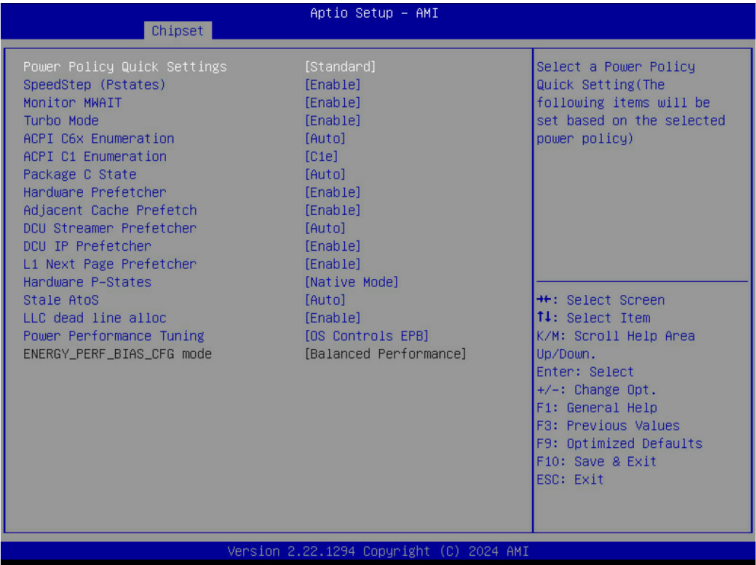 Aptio Setup – AMI
Chipset
Power Policy Quick Settings [Standard]
SpeedStep (Pstates) [Enable]
Monitor MWAIT [Enable]
Turbo Mode [Enable]
ACPI C6x Enumeration [Auto]
ACPI C1 Enumeration [C1e]
Package C State [Auto]
Hardware Prefetcher [Enable]
Adjacent Cache Prefetch [Enable]
DCU Streamer Prefetcher [Auto]
DCU IP Prefetcher [Enable]
L1 Next Page Prefetcher [Enable]
Hardware P-States [Native Mode]
Stale AtoS [Auto]
LLC dead line alloc [Enable]
Power Performance Tuning [OS Controls EPB]
ENERGY_PERF_BIAS_CFG mode [Balanced Performance]
Select a Power Policy
Quick Setting(The
following items will be
set based on the selected
power policy)
→←: Select Screen
↑↓: Select Item
K/M: Scroll Help Area
Up/Down.
Enter: Select
+/-: Change Opt.
F1: General Help
F3: Previous Values
F9: Optimized Defaults
F10: Save & Exit
ESC: Exit
Version 2.22.1294 Copyright (C) 2024 AMI